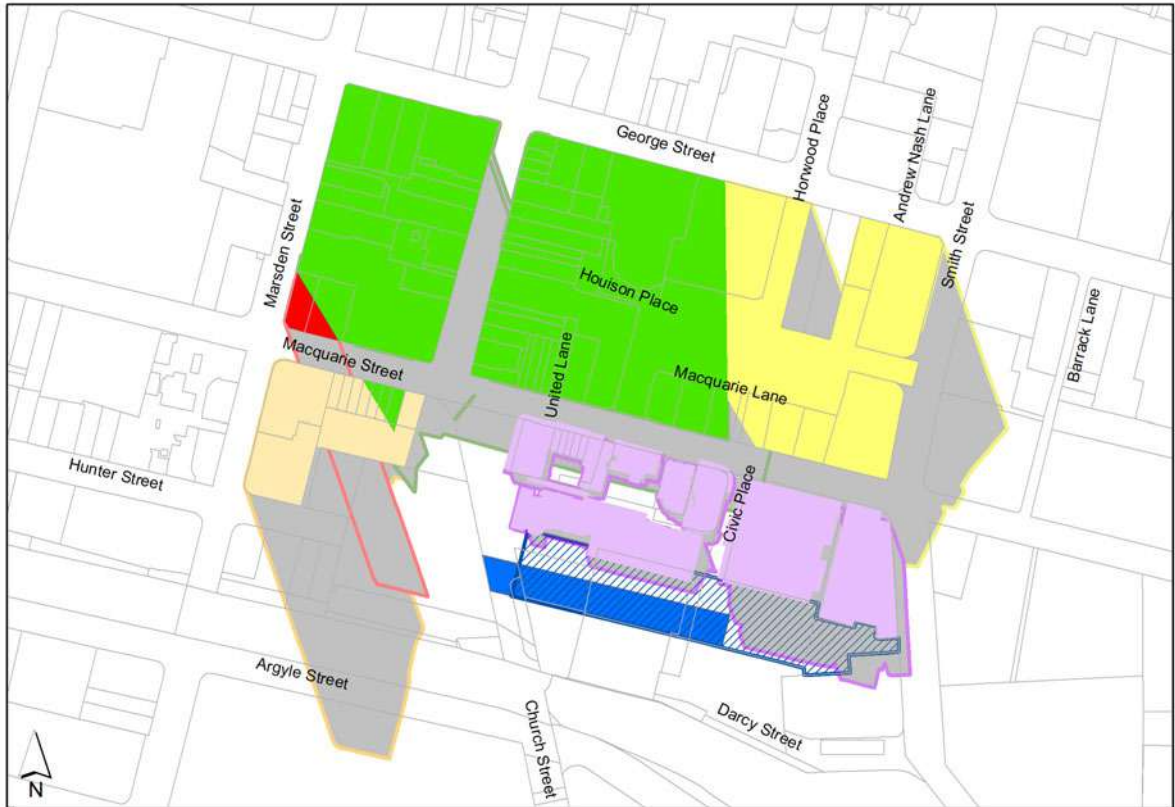 George Street
Horwood Place
Andrew Nash Lane
Smith Street
Marsden Street
Houison Place
Barrack Lane
Macquarie Street
United Lane
Macquarie Lane
Hunter Street
Civic Place
Argyle Street
Church Street
Darcy Street
N